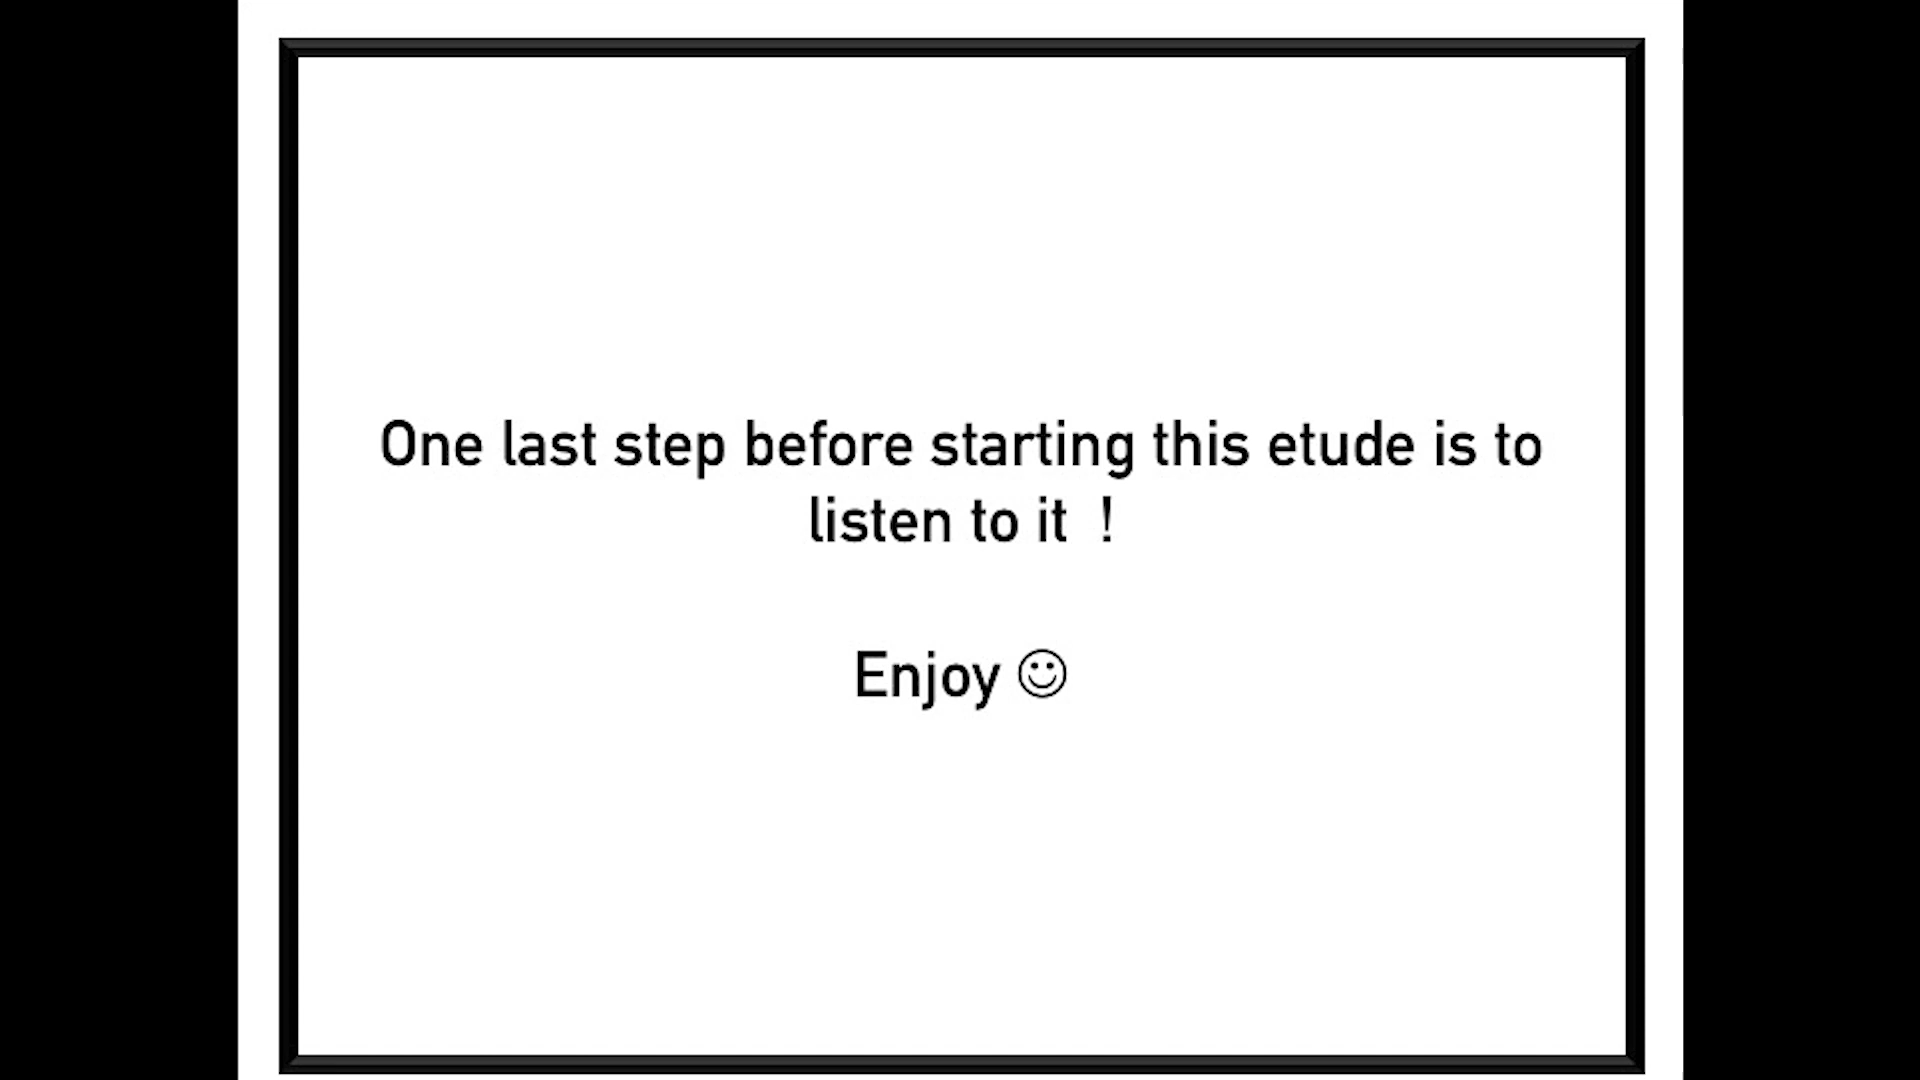 One last step before starting this etude is to
listen to it  !
Enjoy ☺